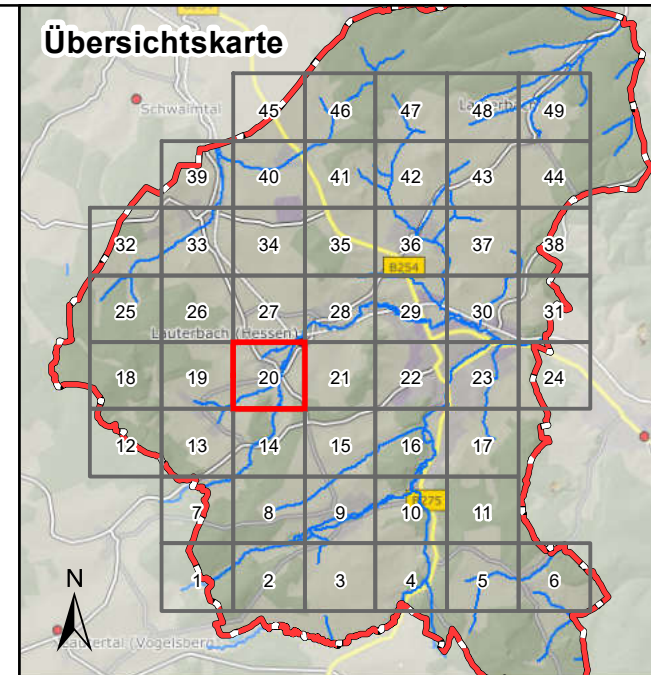 Übersichtskarte
Schwalmtal
45 46 47 48 49
39 40 41 42 43 44
32 33 34 35 36 37 38
B254
25 26 27 28 29 30 31
Lauterbach (Hessen)
18 19 20 21 22 23 24
12 13 14 15 16 17
7 8 9 10 11
B275
N
1 2 3 4 5 6
Lautertal (Vogelsberg)